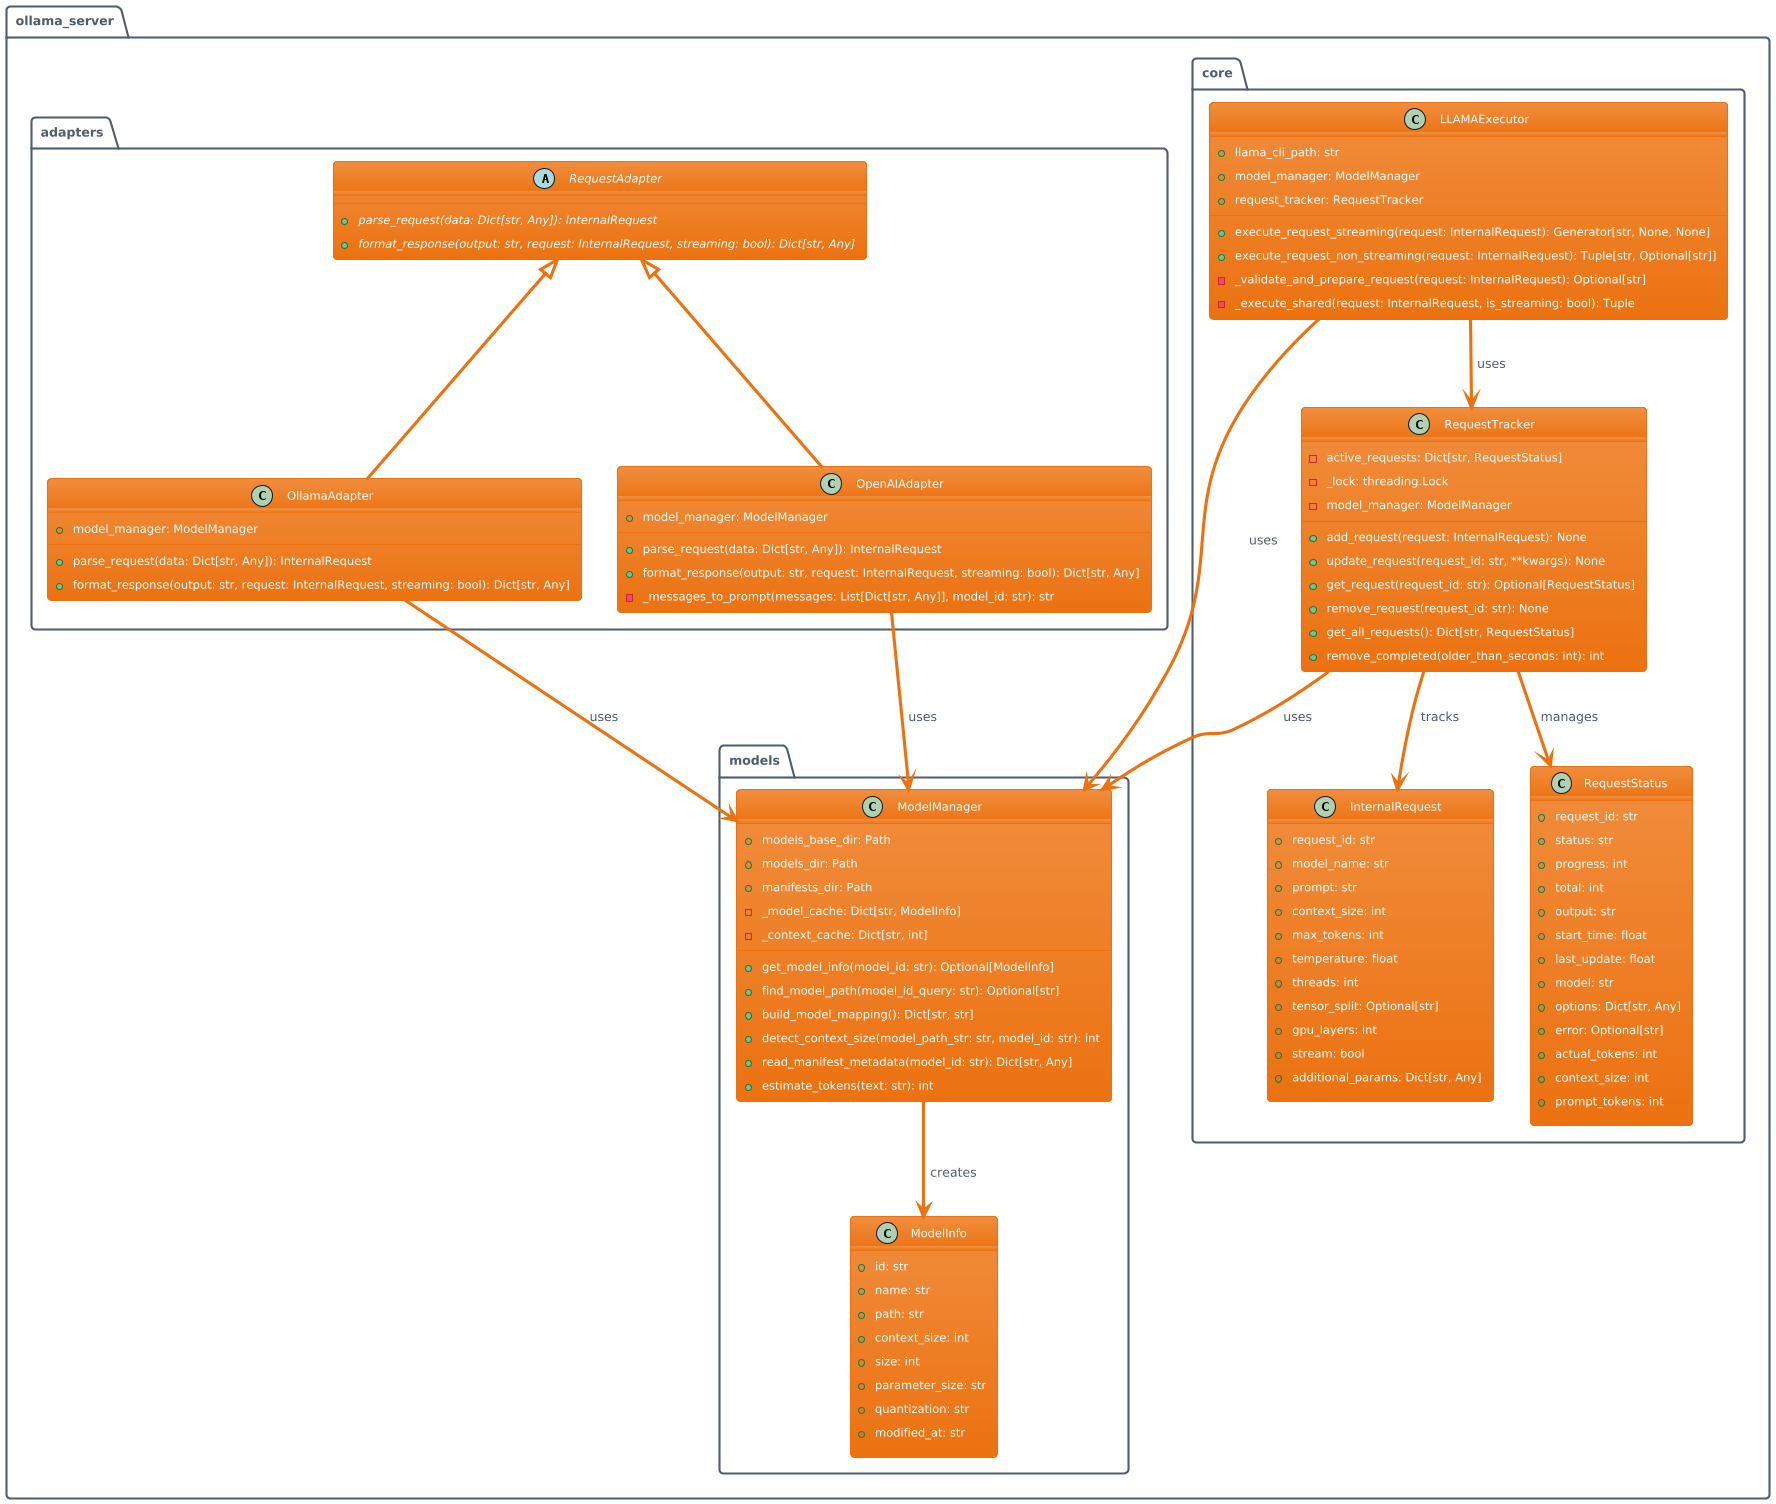 ollama_server
adapters
A RequestAdapter
parse_request(data: Dict[str, Any]): InternalRequest
format_response(output: str, request: InternalRequest, streaming: bool): Dict[str, Any]
C OllamaAdapter
model_manager: ModelManager
parse_request(data: Dict[str, Any]): InternalRequest
format_response(output: str, request: InternalRequest, streaming: bool): Dict[str, Any]
C OpenAIAdapter
model_manager: ModelManager
parse_request(data: Dict[str, Any]): InternalRequest
format_response(output: str, request: InternalRequest, streaming: bool): Dict[str, Any]
_messages_to_prompt(messages: List[Dict[str, Any]], model_id: str): str
core
C LLAMAExecutor
llama_cli_path: str
model_manager: ModelManager
request_tracker: RequestTracker
execute_request_streaming(request: InternalRequest): Generator[str, None, None]
execute_request_non_streaming(request: InternalRequest): Tuple[str, Optional[str]]
_validate_and_prepare_request(request: InternalRequest): Optional[str]
_execute_shared(request: InternalRequest, is_streaming: bool): Tuple
uses
C RequestTracker
active_requests: Dict[str, RequestStatus]
_lock: threading.Lock
model_manager: ModelManager
add_request(request: InternalRequest): None
update_request(request_id: str, **kwargs): None
get_request(request_id: str): Optional[RequestStatus]
remove_request(request_id: str): None
get_all_requests(): Dict[str, RequestStatus]
remove_completed(older_than_seconds: int): int
uses
uses
uses
uses
tracks
manages
models
C ModelManager
models_base_dir: Path
models_dir: Path
manifests_dir: Path
_model_cache: Dict[str, ModelInfo]
_context_cache: Dict[str, int]
get_model_info(model_id: str): Optional[ModelInfo]
find_model_path(model_id_query: str): Optional[str]
build_model_mapping(): Dict[str, str]
detect_context_size(model_path_str: str, model_id: str): int
read_manifest_metadata(model_id: str): Dict[str, Any]
estimate_tokens(text: str): int
C InternalRequest
request_id: str
model_name: str
prompt: str
context_size: int
max_tokens: int
temperature: float
threads: int
tensor_split: Optional[str]
gpu_layers: int
stream: bool
additional_params: Dict[str, Any]
C RequestStatus
request_id: str
status: str
progress: int
total: int
output: str
start_time: float
last_update: float
model: str
options: Dict[str, Any]
error: Optional[str]
actual_tokens: int
context_size: int
prompt_tokens: int
creates
C ModelInfo
id: str
name: str
path: str
context_size: int
size: int
parameter_size: str
quantization: str
modified_at: str